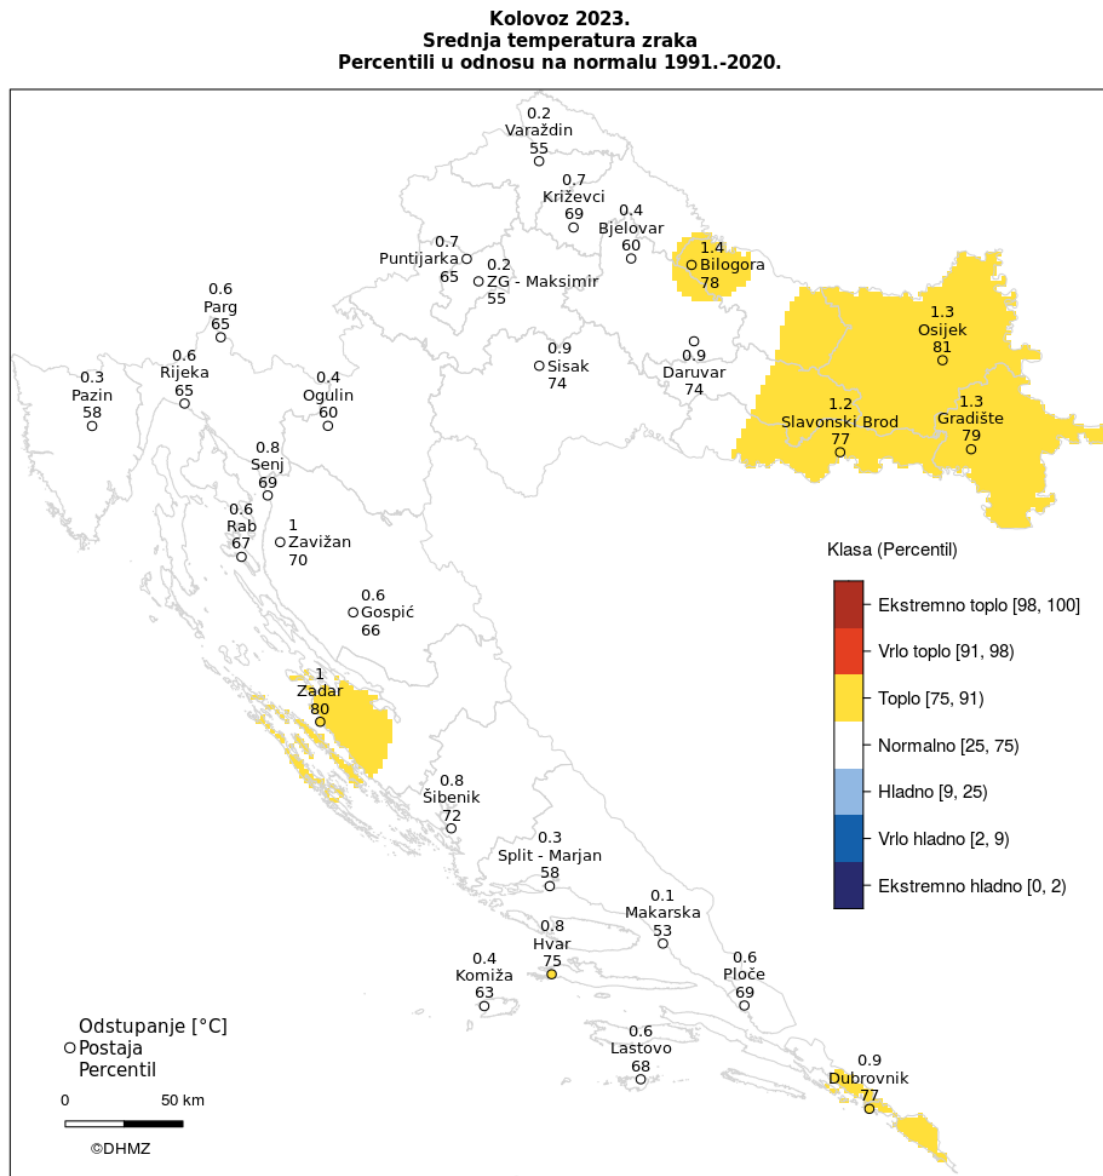 Kolovoz 2023.
Srednja temperatura zraka
Percentili u odnosu na normalu 1991.-2020.
0.2
Varaždin
55
0.7
Križevci
69
0.4
Bjelovar
60
0.7
Puntijarka
65
0.2
ZG - Maksimir
55
1.4
Bilogora
78
0.6
Parg
65
0.6
Rijeka
65
0.3
Pazin
58
0.4
Ogulin
60
0.9
Sisak
74
0.9
Daruvar
74
1.3
Osijek
81
1.2
Slavonski Brod
77
1.3
Gradište
79
0.8
Senj
69
0.6
Rab
67
1
Zavižan
70
0.6
Gospić
66
1
Zadar
80
0.8
Šibenik
72
0.3
Split - Marjan
58
0.1
Makarska
53
0.8
Hvar
75
0.4
Komiža
63
0.6
Ploče
69
0.6
Lastovo
68
0.9
Dubrovnik
77
Klasa (Percentil)
Ekstremno toplo [98, 100]
Vrlo toplo [91, 98)
Toplo [75, 91)
Normalno [25, 75)
Hladno [9, 25)
Vrlo hladno [2, 9)
Ekstremno hladno [0, 2)
Odstupanje [°C]
Postaja
Percentil
0 50 km
©DHMZ